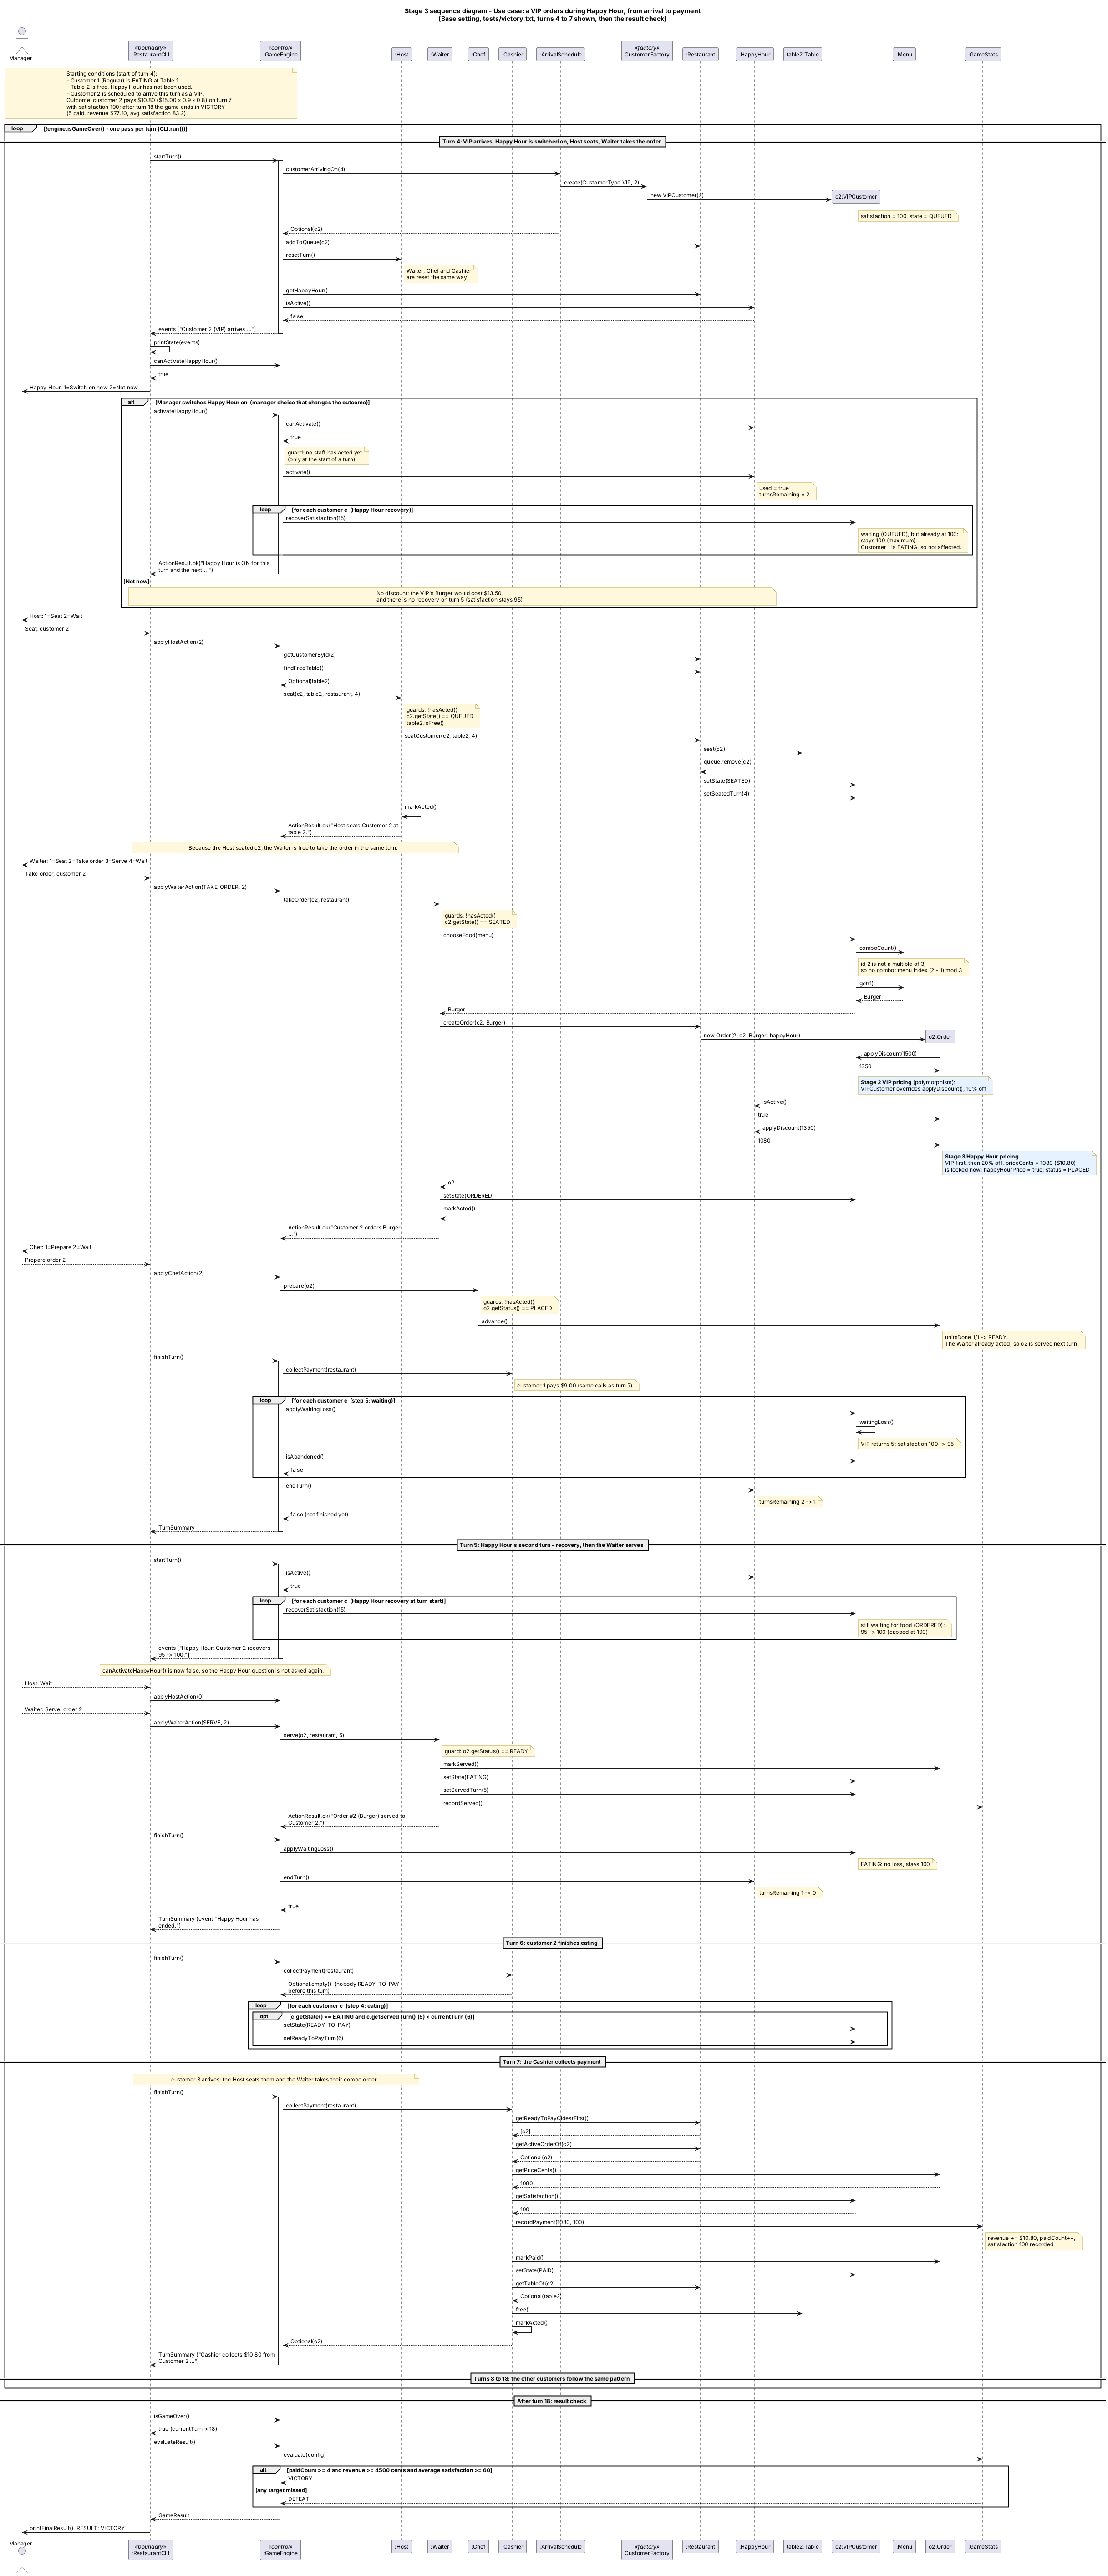 Stage 3 sequence diagram - Use case: a VIP orders during Happy Hour, from arrival to payment
(Base setting, tests/victory.txt, turns 4 to 7 shown, then the result check)
Manager
«boundary»
:RestaurantCLI
«control»
:GameEngine
:Host
:Waiter
:Chef
:Cashier
:ArrivalSchedule
«factory»
CustomerFactory
:Restaurant
:HappyHour
table2:Table
:Menu
:GameStats
Starting conditions (start of turn 4):
- Customer 1 (Regular) is EATING at Table 1.
- Table 2 is free. Happy Hour has not been used.
- Customer 2 is scheduled to arrive this turn as a VIP.
Outcome: customer 2 pays $10.80 ($15.00 x 0.9 x 0.8) on turn 7
with satisfaction 100; after turn 18 the game ends in VICTORY
(5 paid, revenue $77.10, avg satisfaction 83.2).
loop [!engine.isGameOver() - one pass per turn (CLI.run())]
Turn 4: VIP arrives, Happy Hour is switched on, Host seats, Waiter takes the order
startTurn()
customerArrivingOn(4)
create(CustomerType.VIP, 2)
new VIPCustomer(2)
c2:VIPCustomer
satisfaction = 100, state = QUEUED
Optional(c2)
addToQueue(c2)
resetTurn()
Waiter, Chef and Cashier
are reset the same way
getHappyHour()
isActive()
false
events ["Customer 2 (VIP) arrives ..."]
printState(events)
canActivateHappyHour()
true
Happy Hour: 1=Switch on now 2=Not now
alt [Manager switches Happy Hour on (manager choice that changes the outcome)]
activateHappyHour()
canActivate()
true
guard: no staff has acted yet
(only at the start of a turn)
activate()
used = true
turnsRemaining = 2
loop [for each customer c (Happy Hour recovery)]
recoverSatisfaction(15)
waiting (QUEUED), but already at 100:
stays 100 (maximum).
Customer 1 is EATING, so not affected.
ActionResult.ok("Happy Hour is ON for this
turn and the next ...")
[Not now]
No discount: the VIP's Burger would cost $13.50,
and there is no recovery on turn 5 (satisfaction stays 95).
Host: 1=Seat 2=Wait
Seat, customer 2
applyHostAction(2)
getCustomerById(2)
findFreeTable()
Optional(table2)
seat(c2, table2, restaurant, 4)
guards: !hasActed()
c2.getState() == QUEUED
table2.isFree()
seatCustomer(c2, table2, 4)
seat(c2)
queue.remove(c2)
setState(SEATED)
setSeatedTurn(4)
markActed()
ActionResult.ok("Host seats Customer 2 at
table 2.")
Because the Host seated c2, the Waiter is free to take the order in the same turn.
Waiter: 1=Seat 2=Take order 3=Serve 4=Wait
Take order, customer 2
applyWaiterAction(TAKE_ORDER, 2)
takeOrder(c2, restaurant)
guards: !hasActed()
c2.getState() == SEATED
chooseFood(menu)
comboCount()
id 2 is not a multiple of 3,
so no combo: menu index (2 - 1) mod 3
get(1)
Burger
Burger
createOrder(c2, Burger)
new Order(2, c2, Burger, happyHour)
o2:Order
applyDiscount(1500)
1350
Stage 2 VIP pricing (polymorphism):
VIPCustomer overrides applyDiscount(), 10% off
isActive()
true
applyDiscount(1350)
1080
Stage 3 Happy Hour pricing:
VIP first, then 20% off. priceCents = 1080 ($10.80)
is locked now; happyHourPrice = true; status = PLACED
o2
setState(ORDERED)
markActed()
ActionResult.ok("Customer 2 orders Burger
...")
Chef: 1=Prepare 2=Wait
Prepare order 2
applyChefAction(2)
prepare(o2)
guards: !hasActed()
o2.getStatus() == PLACED
advance()
unitsDone 1/1 -> READY.
The Waiter already acted, so o2 is served next turn.
finishTurn()
collectPayment(restaurant)
customer 1 pays $9.00 (same calls as turn 7)
loop [for each customer c (step 5: waiting)]
applyWaitingLoss()
waitingLoss()
VIP returns 5: satisfaction 100 -> 95
isAbandoned()
false
endTurn()
turnsRemaining 2 -> 1
false (not finished yet)
TurnSummary
Turn 5: Happy Hour's second turn - recovery, then the Waiter serves
startTurn()
isActive()
true
loop [for each customer c (Happy Hour recovery at turn start)]
recoverSatisfaction(15)
still waiting for food (ORDERED):
95 -> 100 (capped at 100)
events ["Happy Hour: Customer 2 recovers
95 -> 100."]
canActivateHappyHour() is now false, so the Happy Hour question is not asked again.
Host: Wait
applyHostAction(0)
Waiter: Serve, order 2
applyWaiterAction(SERVE, 2)
serve(o2, restaurant, 5)
guard: o2.getStatus() == READY
markServed()
setState(EATING)
setServedTurn(5)
recordServed()
ActionResult.ok("Order #2 (Burger) served to
Customer 2.")
finishTurn()
applyWaitingLoss()
EATING: no loss, stays 100
endTurn()
turnsRemaining 1 -> 0
true
TurnSummary (event "Happy Hour has
ended.")
Turn 6: customer 2 finishes eating
finishTurn()
collectPayment(restaurant)
Optional.empty() (nobody READY_TO_PAY
before this turn)
loop [for each customer c (step 4: eating)]
opt [c.getState() == EATING and c.getServedTurn() (5) < currentTurn (6)]
setState(READY_TO_PAY)
setReadyToPayTurn(6)
Turn 7: the Cashier collects payment
customer 3 arrives; the Host seats them and the Waiter takes their combo order
finishTurn()
collectPayment(restaurant)
getReadyToPayOldestFirst()
[c2]
getActiveOrderOf(c2)
Optional(o2)
getPriceCents()
1080
getSatisfaction()
100
recordPayment(1080, 100)
revenue += $10.80, paidCount++,
satisfaction 100 recorded
markPaid()
setState(PAID)
getTableOf(c2)
Optional(table2)
free()
markActed()
Optional(o2)
TurnSummary ("Cashier collects $10.80 from
Customer 2 ...")
Turns 8 to 18: the other customers follow the same pattern
After turn 18: result check
isGameOver()
true (currentTurn > 18)
evaluateResult()
evaluate(config)
alt [paidCount >= 4 and revenue >= 4500 cents and average satisfaction >= 60]
VICTORY
[any target missed]
DEFEAT
GameResult
printFinalResult() RESULT: VICTORY
Manager
«boundary»
:RestaurantCLI
«control»
:GameEngine
:Host
:Waiter
:Chef
:Cashier
:ArrivalSchedule
«factory»
CustomerFactory
:Restaurant
:HappyHour
table2:Table
c2:VIPCustomer
:Menu
o2:Order
:GameStats